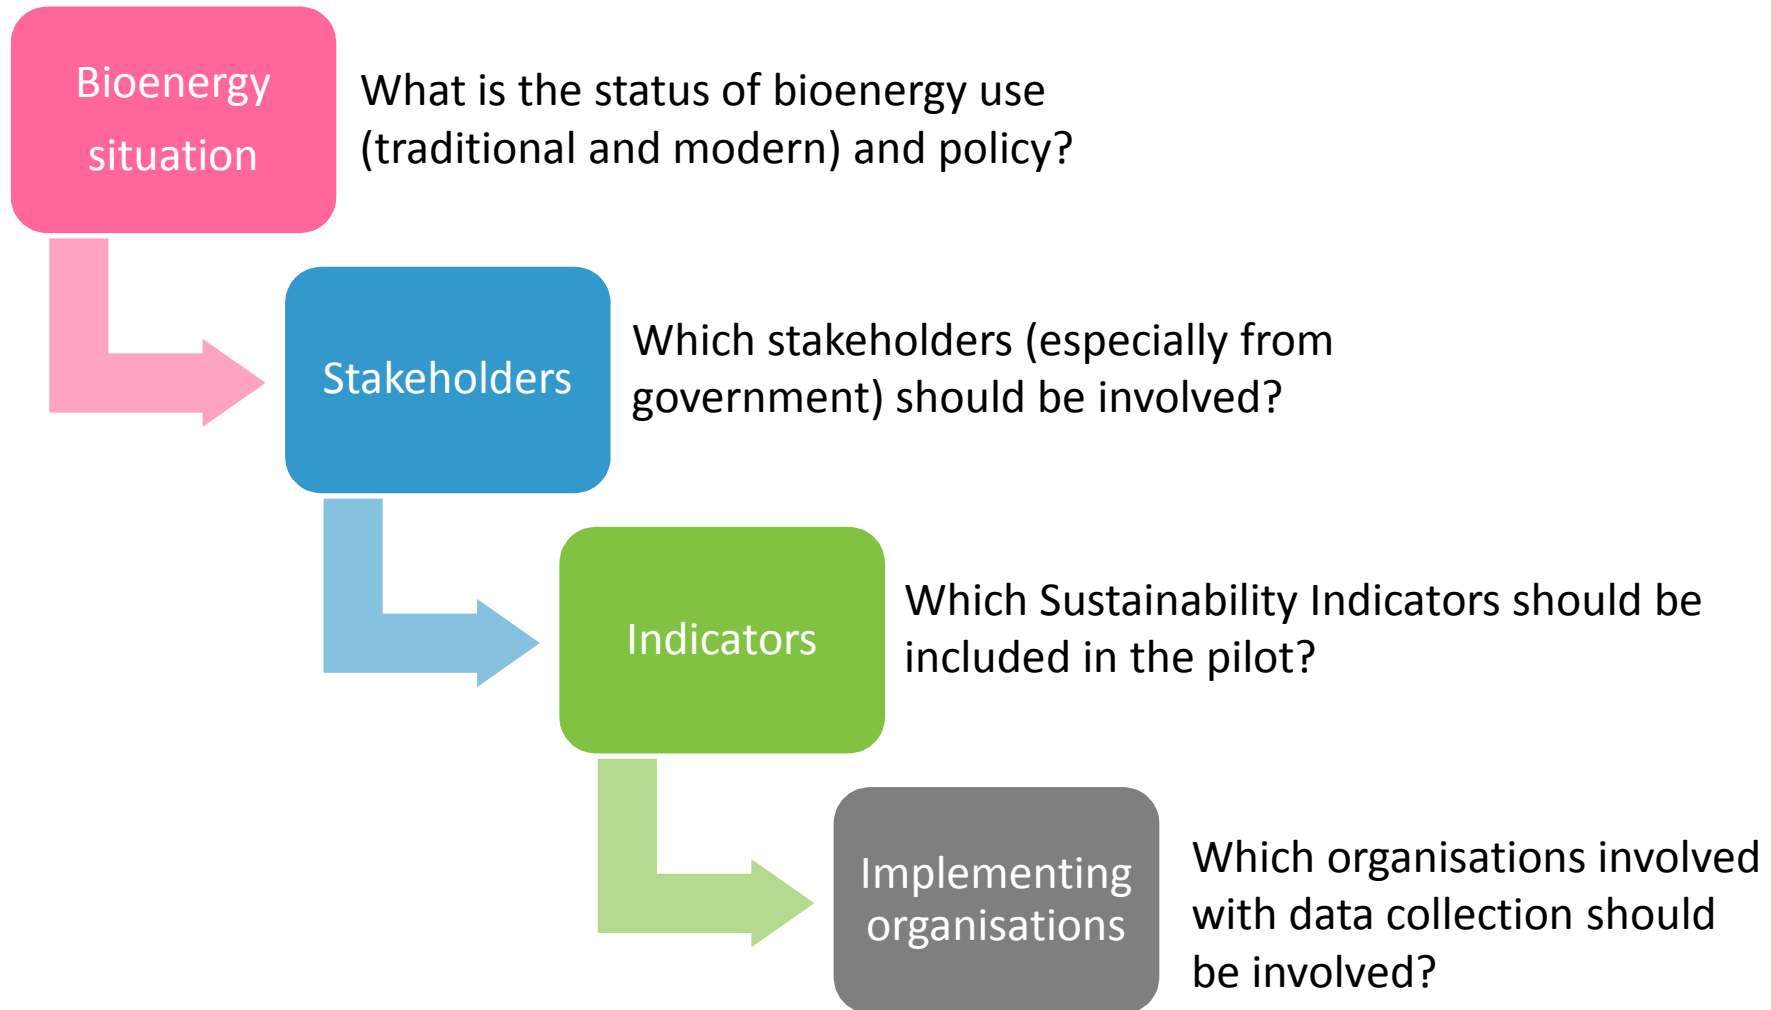 Bioenergy
situation
What is the status of bioenergy use
(traditional and modern) and policy?
Stakeholders
Which stakeholders (especially from
government) should be involved?
Indicators
Which Sustainability Indicators should be
included in the pilot?
Implementing
organisations
Which organisations involved
with data collection should
be involved?